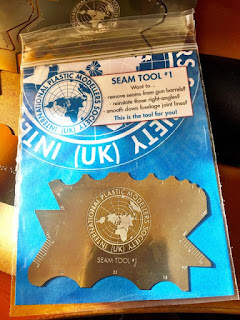 SEAM TOOL #1
Want to...
- remove seams from gun barrels?
- reinstate those right-angles?
- smooth down fuselage joint lines?
This is the tool for you!
INTERNATIONAL PLASTIC MODELLERS SOCIETY (UK)
INTERNATIONAL PLASTIC MODELLERS SOCIETY
(UK)
SEAM TOOL #1